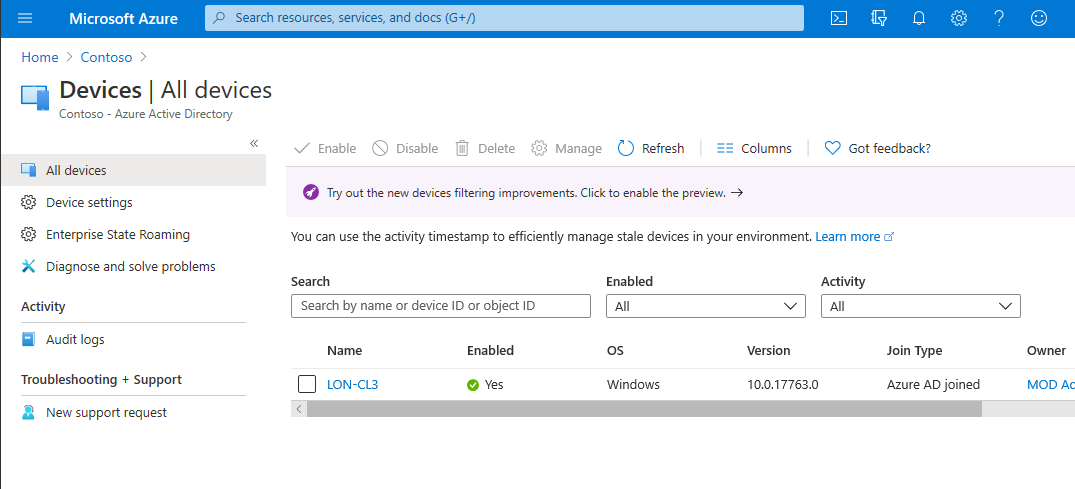 Microsoft Azure
Search resources, services, and docs (G+/)
Home > Contoso >
Devices | All devices
Contoso - Azure Active Directory
«
All devices
Device settings
Enterprise State Roaming
Diagnose and solve problems
Activity
Audit logs
Troubleshooting + Support
New support request
Enable Disable Delete Manage Refresh Columns Got feedback?
Try out the new devices filtering improvements. Click to enable the preview. →
You can use the activity timestamp to efficiently manage stale devices in your environment. Learn more
Search Enabled Activity
Search by name or device ID or object ID All All
Name Enabled OS Version Join Type Owner
LON-CL3 Yes Windows 10.0.17763.0 Azure AD joined MOD